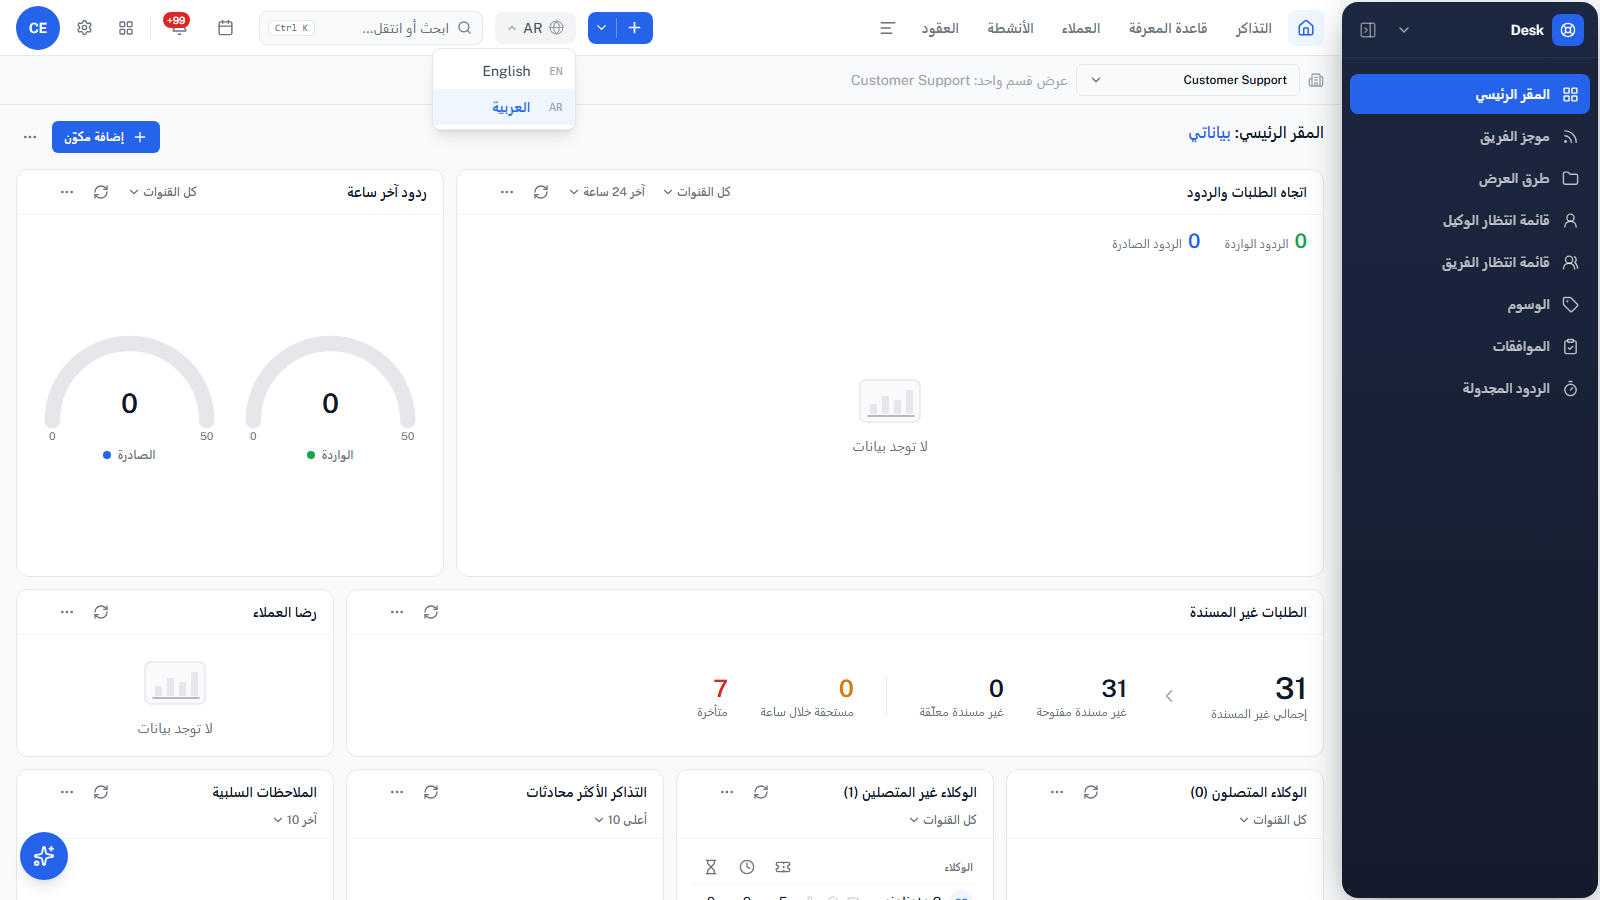 Desk
المقر الرئيسي
موجز الفريق
طرق العرض
قائمة انتظار الوكيل
قائمة انتظار الفريق
الوسوم
الموافقات
الردود المجدولة
التذاكر
قاعدة المعرفة
العملاء
الأنشطة
العقود
AR
ابحث أو انتقل...
Ctrl K
+99
CE
EN English
AR العربية
Customer Support
عرض قسم واحد: Customer Support
المقر الرئيسي: بياناتي
إضافة مكوّن
اتجاه الطلبات والردود
كل القنوات
آخر 24 ساعة
0 الردود الواردة
0 الردود الصادرة
لا توجد بيانات
ردود آخر ساعة
كل القنوات
0
0 50
الواردة
0
0 50
الصادرة
الطلبات غير المسندة
31
إجمالي غير المسندة
31
غير مسندة مفتوحة
0
غير مسندة معلّقة
0
مستحقة خلال ساعة
7
متأخرة
رضا العملاء
لا توجد بيانات
الوكلاء المتصلون (0)
كل القنوات
الوكلاء غير المتصلين (1)
كل القنوات
الوكلاء
التذاكر الأكثر محادثات
أعلى 10
الملاحظات السلبية
آخر 10